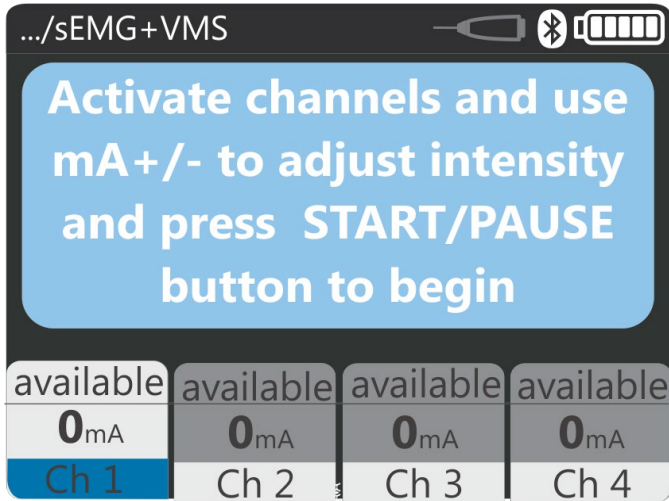 .../sEMG+VMS
Activate channels and use
mA+/- to adjust intensity
and press START/PAUSE
button to begin
available available available available
0mA 0mA 0mA 0mA
Ch 1 Ch 2 Ch 3 Ch 4